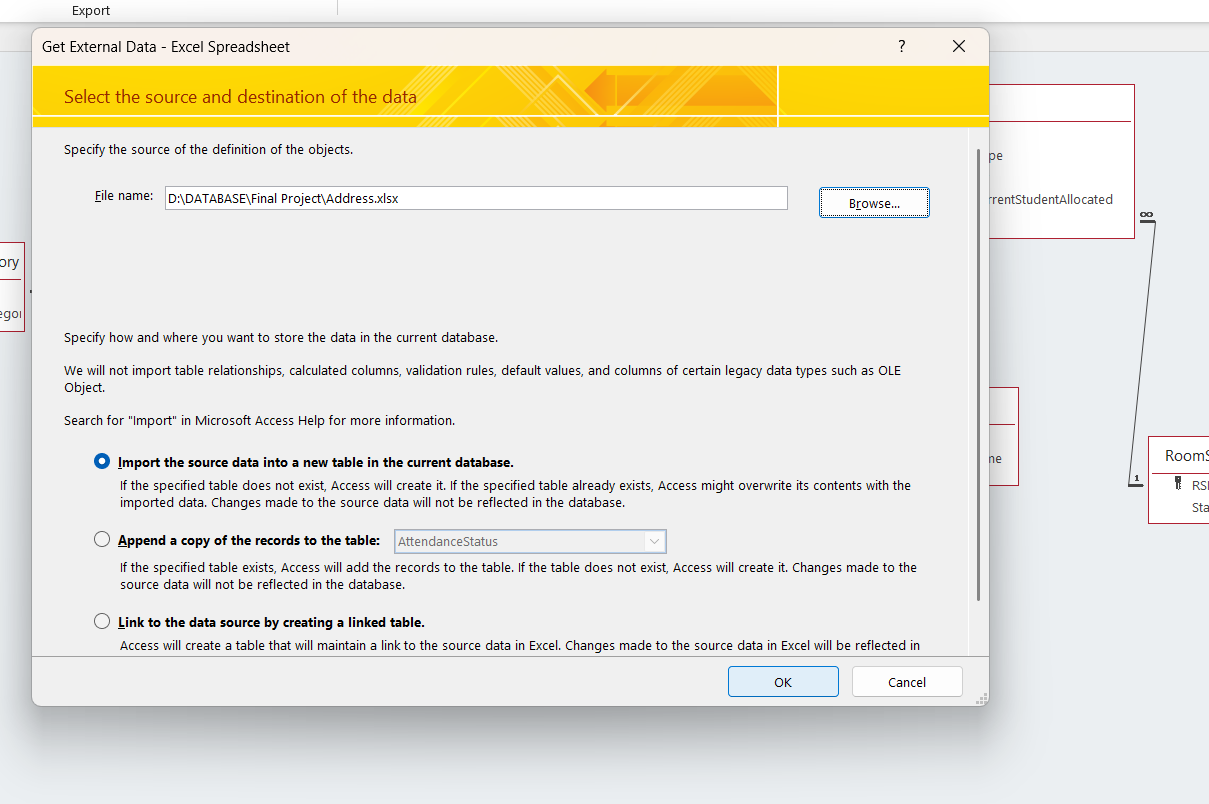 Export
Get External Data - Excel Spreadsheet
?
Select the source and destination of the data
Specify the source of the definition of the objects.
File name:
D:\DATABASE\Final Project\Address.xlsx
Browse...
Specify how and where you want to store the data in the current database.
We will not import table relationships, calculated columns, validation rules, default values, and columns of certain legacy data types such as OLE
Object.
Search for "Import" in Microsoft Access Help for more information.
Import the source data into a new table in the current database.
If the specified table does not exist, Access will create it. If the specified table already exists, Access might overwrite its contents with the
imported data. Changes made to the source data will not be reflected in the database.
Append a copy of the records to the table:
AttendanceStatus
If the specified table exists, Access will add the records to the table. If the table does not exist, Access will create it. Changes made to the
source data will not be reflected in the database.
Link to the data source by creating a linked table.
Access will create a table that will maintain a link to the source data in Excel. Changes made to the source data in Excel will be reflected in
OK
Cancel
ory
egor
pe
rrentStudentAllocated
∞
me
1
RoomS
RSI
Sta